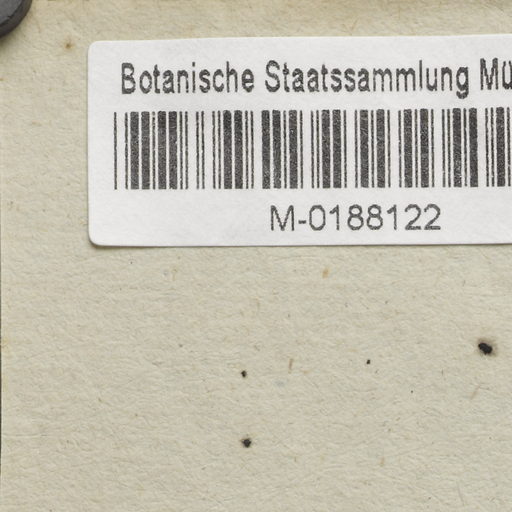 Botanische Staatssammlung Mü
M-0188122